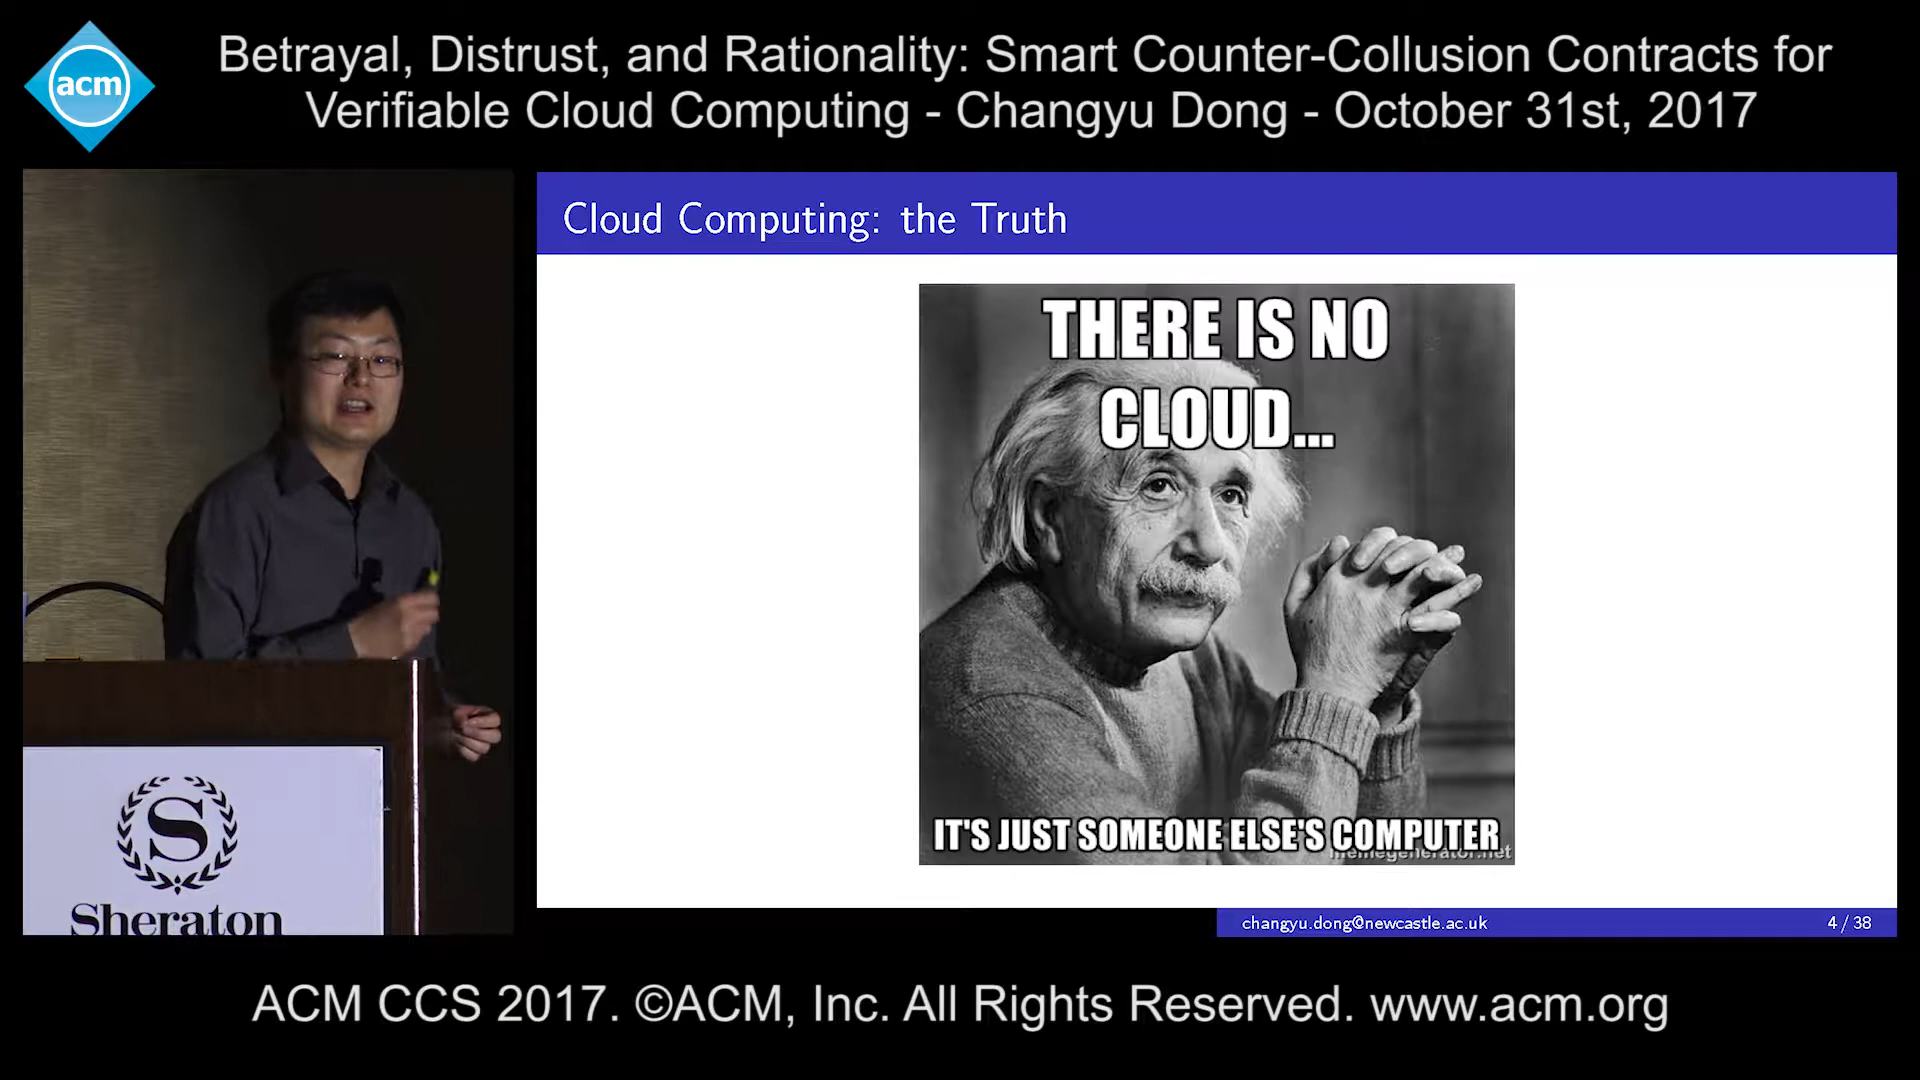 acm
Betrayal, Distrust, and Rationality: Smart Counter-Collusion Contracts for
Verifiable Cloud Computing - Changyu Dong - October 31st, 2017
Cloud Computing: the Truth
THERE IS NO
CLOUD...
IT'S JUST SOMEONE ELSE'S COMPUTER
memegenerator.net
S
Sheraton
changyu.dong@newcastle.ac.uk
4 / 38
ACM CCS 2017. ©ACM, Inc. All Rights Reserved. www.acm.org